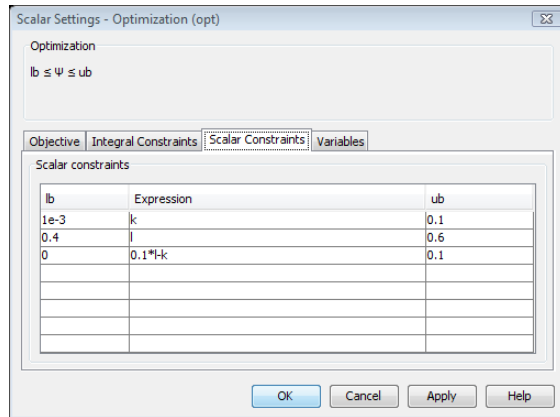 Scalar Settings - Optimization (opt)
Optimization
lb ≤ Ψ ≤ ub
Objective Integral Constraints Scalar Constraints Variables
Scalar constraints
lb Expression ub
1e-3 k 0.1
0.4 l 0.6
0 0.1*l-k 0.1
OK Cancel Apply Help